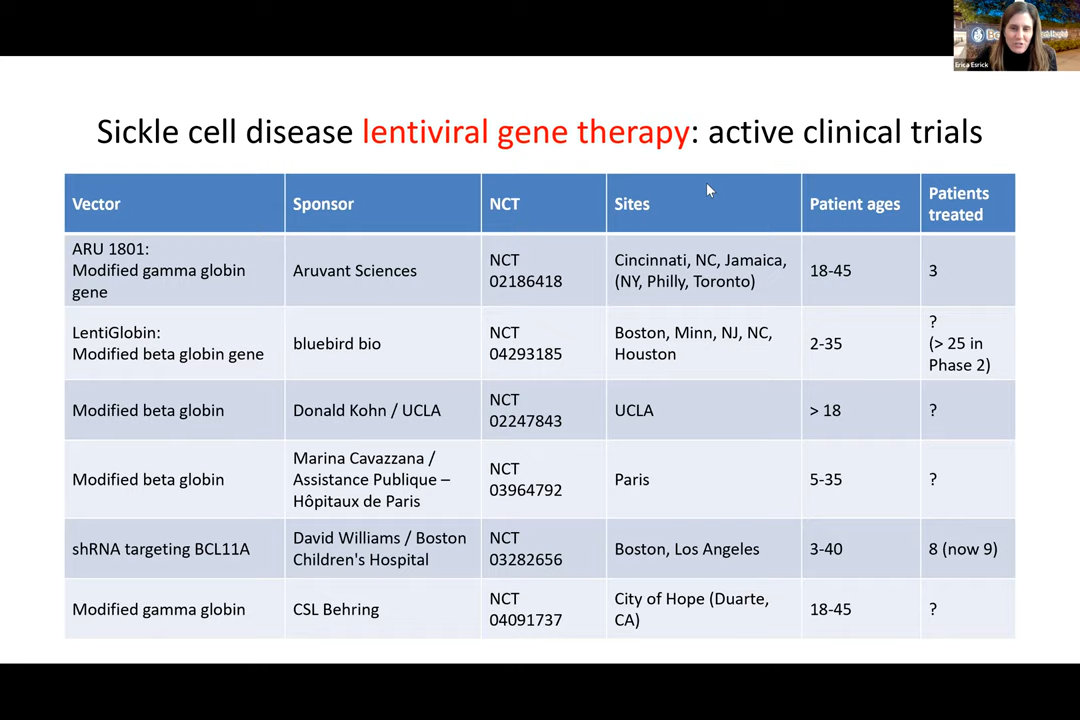 Erica Esrick
Sickle cell disease lentiviral gene therapy: active clinical trials
Vector Sponsor NCT Sites Patient ages Patients treated
ARU 1801:
Modified gamma globin
gene
Aruvant Sciences
NCT
02186418
Cincinnati, NC, Jamaica,
(NY, Philly, Toronto)
18-45
3
LentiGlobin:
Modified beta globin gene
bluebird bio
NCT
04293185
Boston, Minn, NJ, NC,
Houston
2-35
?
(> 25 in
Phase 2)
Modified beta globin
Donald Kohn / UCLA
NCT
02247843
UCLA
> 18
?
Modified beta globin
Marina Cavazzana /
Assistance Publique –
Hôpitaux de Paris
NCT
03964792
Paris
5-35
?
shRNA targeting BCL11A
David Williams / Boston
Children's Hospital
NCT
03282656
Boston, Los Angeles
3-40
8 (now 9)
Modified gamma globin
CSL Behring
NCT
04091737
City of Hope (Duarte,
CA)
18-45
?